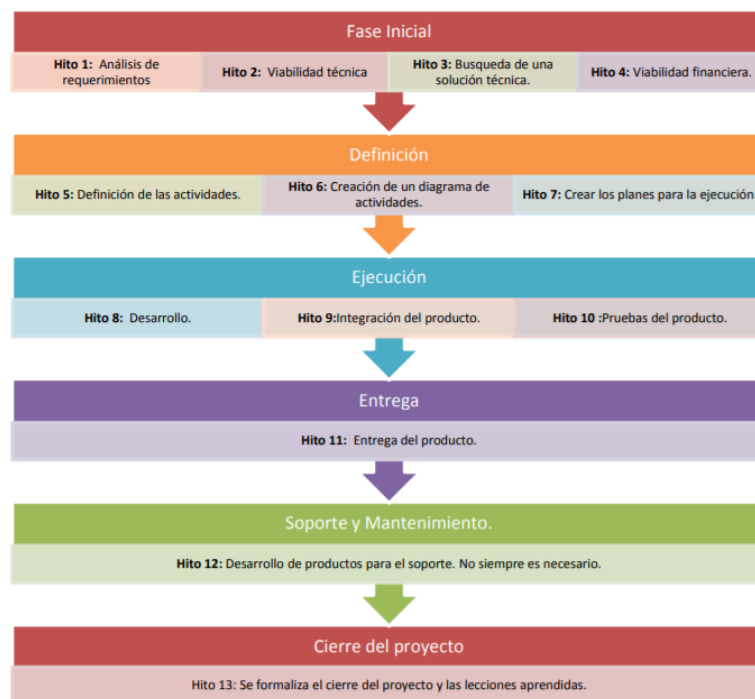 Fase Inicial
Hito 1: Análisis de
requerimientos
Hito 2: Viabilidad técnica
Hito 3: Busqueda de una
solución técnica.
Hito 4: Viabilidad financiera.
Definición
Hito 5: Definición de las actividades.
Hito 6: Creación de un diagrama de
actividades.
Hito 7: Crear los planes para la ejecución.
Ejecución
Hito 8: Desarrollo.
Hito 9:Integración del producto.
Hito 10 :Pruebas del producto.
Entrega
Hito 11: Entrega del producto.
Soporte y Mantenimiento.
Hito 12: Desarrollo de productos para el soporte. No siempre es necesario.
Cierre del proyecto
Hito 13: Se formaliza el cierre del proyecto y las lecciones aprendidas.